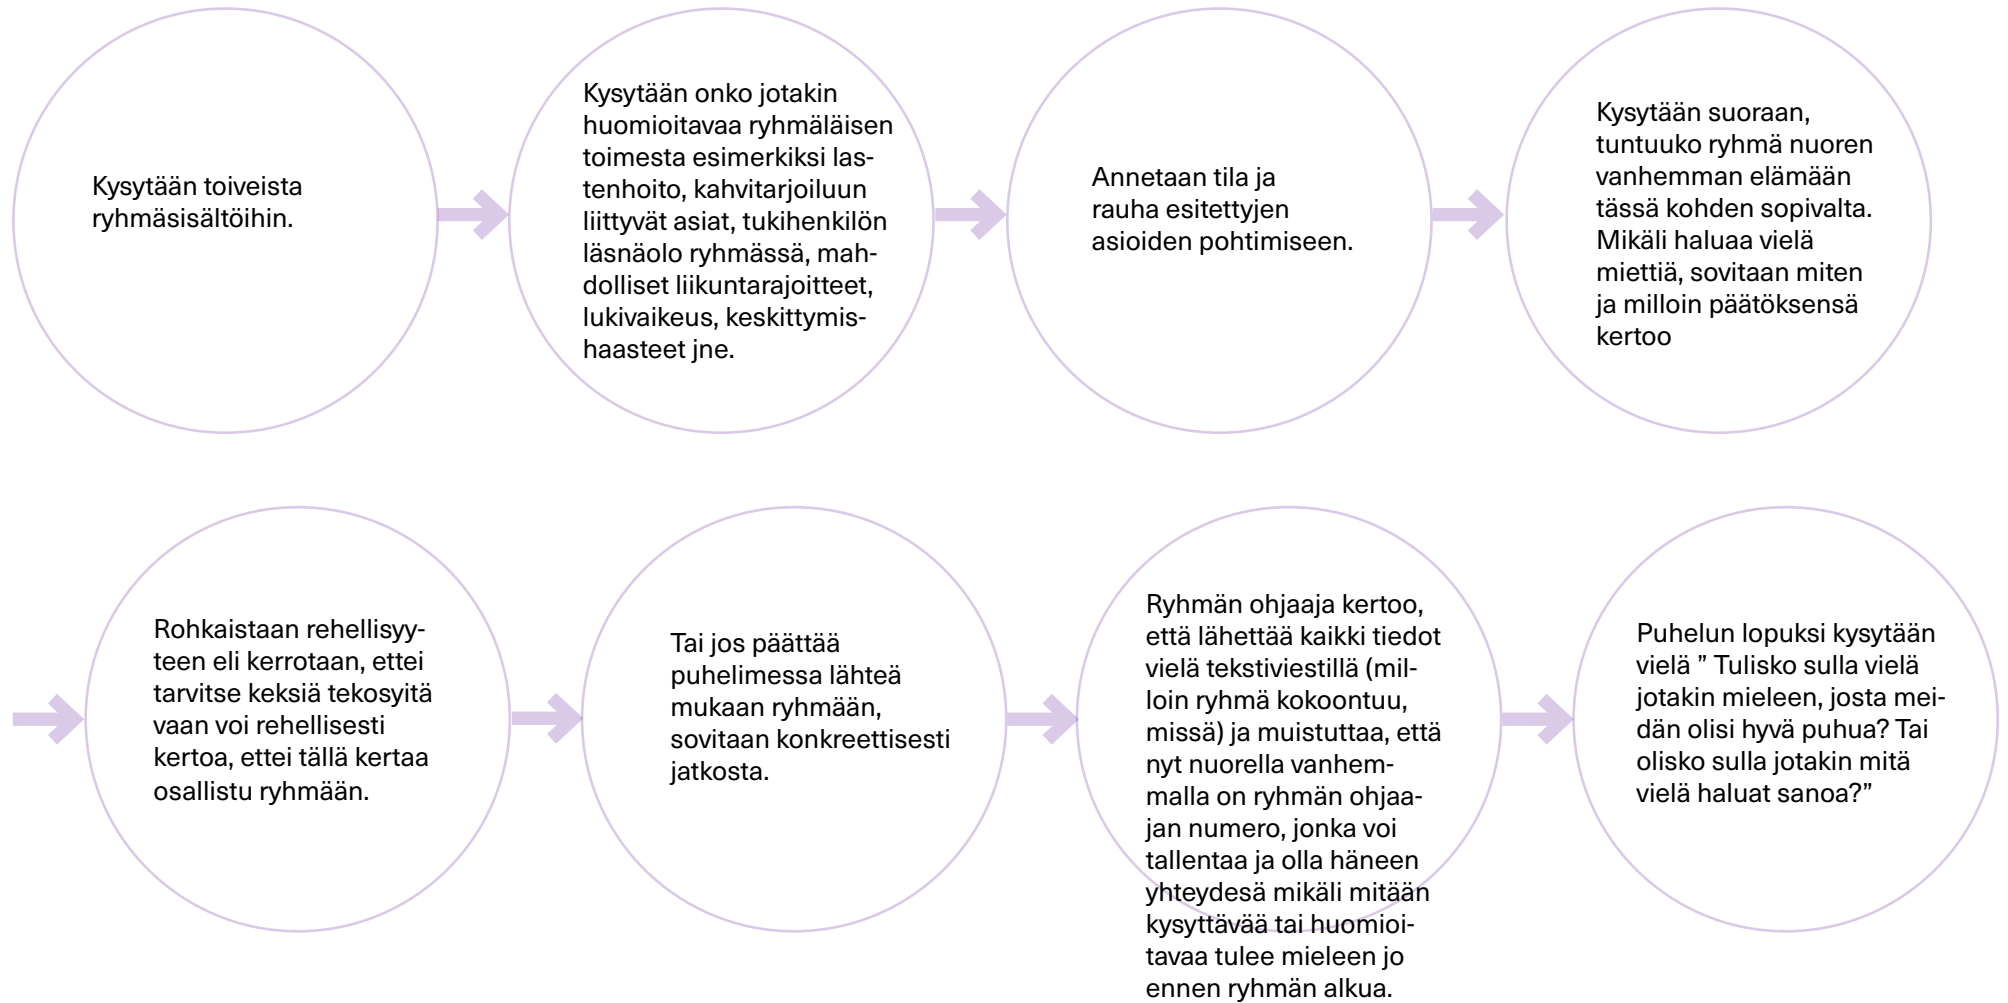 Kysytään toiveista
ryhmäsisältöihin.
Kysytään onko jotakin
huomioitavaa ryhmäläisen
toimesta esimerkiksi las-
tenhoito, kahvitarjoiluun
liittyvät asiat, tukihenkilön
läsnäolo ryhmässä, mah-
dolliset liikuntarajoitteet,
lukivaikeus, keskittymis-
haasteet jne.
Annetaan tila ja
rauha esitettyjen
asioiden pohtimiseen.
Kysytään suoraan,
tuntuuko ryhmä nuoren
vanhemman elämään
tässä kohden sopivalta.
Mikäli haluaa vielä
miettiä, sovitaan miten
ja milloin päätöksensä
kertoo
Rohkaistaan rehellisyy-
teen eli kerrotaan, ettei
tarvitse keksiä tekosyitä
vaan voi rehellisesti
kertoa, ettei tällä kertaa
osallistu ryhmään.
Tai jos päättää
puhelimessa lähteä
mukaan ryhmään,
sovitaan konkreettisesti
jatkosta.
Ryhmän ohjaaja kertoo,
että lähettää kaikki tiedot
vielä tekstiviestillä (mil-
loin ryhmä kokoontuu,
missä) ja muistuttaa, että
nyt nuorella vanhem-
malla on ryhmän ohjaa-
jan numero, jonka voi
tallentaa ja olla häneen
yhteydesä mikäli mitään
kysyttävää tai huomioi-
tavaa tulee mieleen jo
ennen ryhmän alkua.
Puhelun lopuksi kysytään
vielä ” Tulisko sulla vielä
jotakin mieleen, josta mei-
dän olisi hyvä puhua? Tai
olisko sulla jotakin mitä
vielä haluat sanoa?”